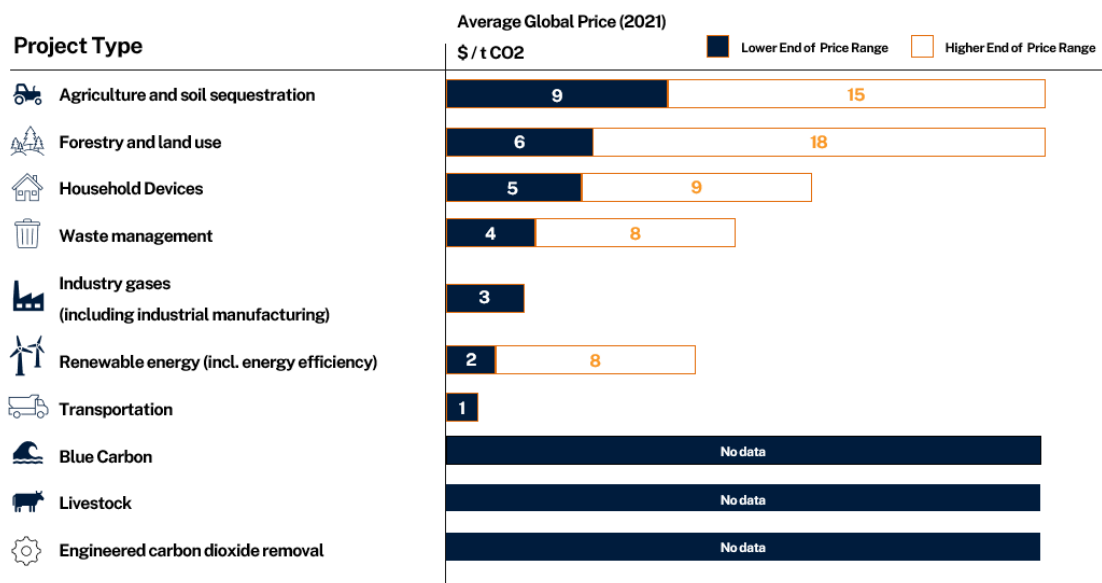 Average Global Price (2021)
Project Type
$ / t CO2
Lower End of Price Range
Higher End of Price Range
Agriculture and soil sequestration
9
15
Forestry and land use
6
18
Household Devices
5
9
Waste management
4
8
Industry gases
(including industrial manufacturing)
3
Renewable energy (incl. energy efficiency)
2
8
Transportation
1
Blue Carbon
No data
Livestock
No data
Engineered carbon dioxide removal
No data